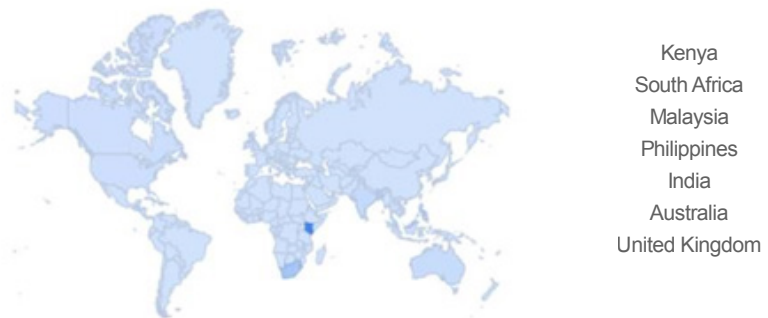 Kenya
South Africa
Malaysia
Philippines
India
Australia
United Kingdom